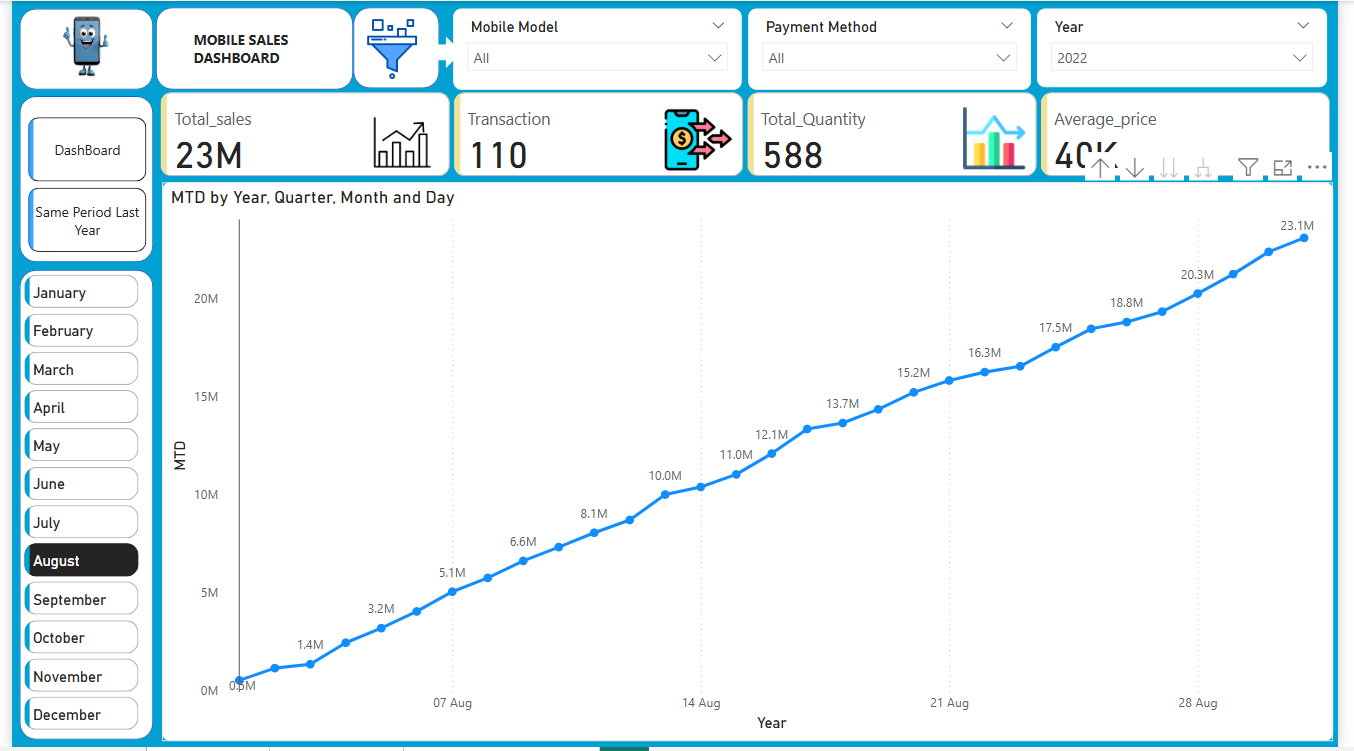 MOBILE SALES
DASHBOARD
Mobile Model
All
Payment Method
All
Year
2022
DashBoard
Same Period Last
Year
Total_sales
23M
Transaction
110
$
Total_Quantity
588
Average_price
40K
January
February
March
April
May
June
July
August
September
October
November
December
MTD by Year, Quarter, Month and Day
MTD
20M
15M
10M
5M
0M
0.5M
1.4M
3.2M
5.1M
6.6M
8.1M
10.0M
11.0M
12.1M
13.7M
15.2M
16.3M
17.5M
18.8M
20.3M
23.1M
07 Aug
14 Aug
21 Aug
28 Aug
Year